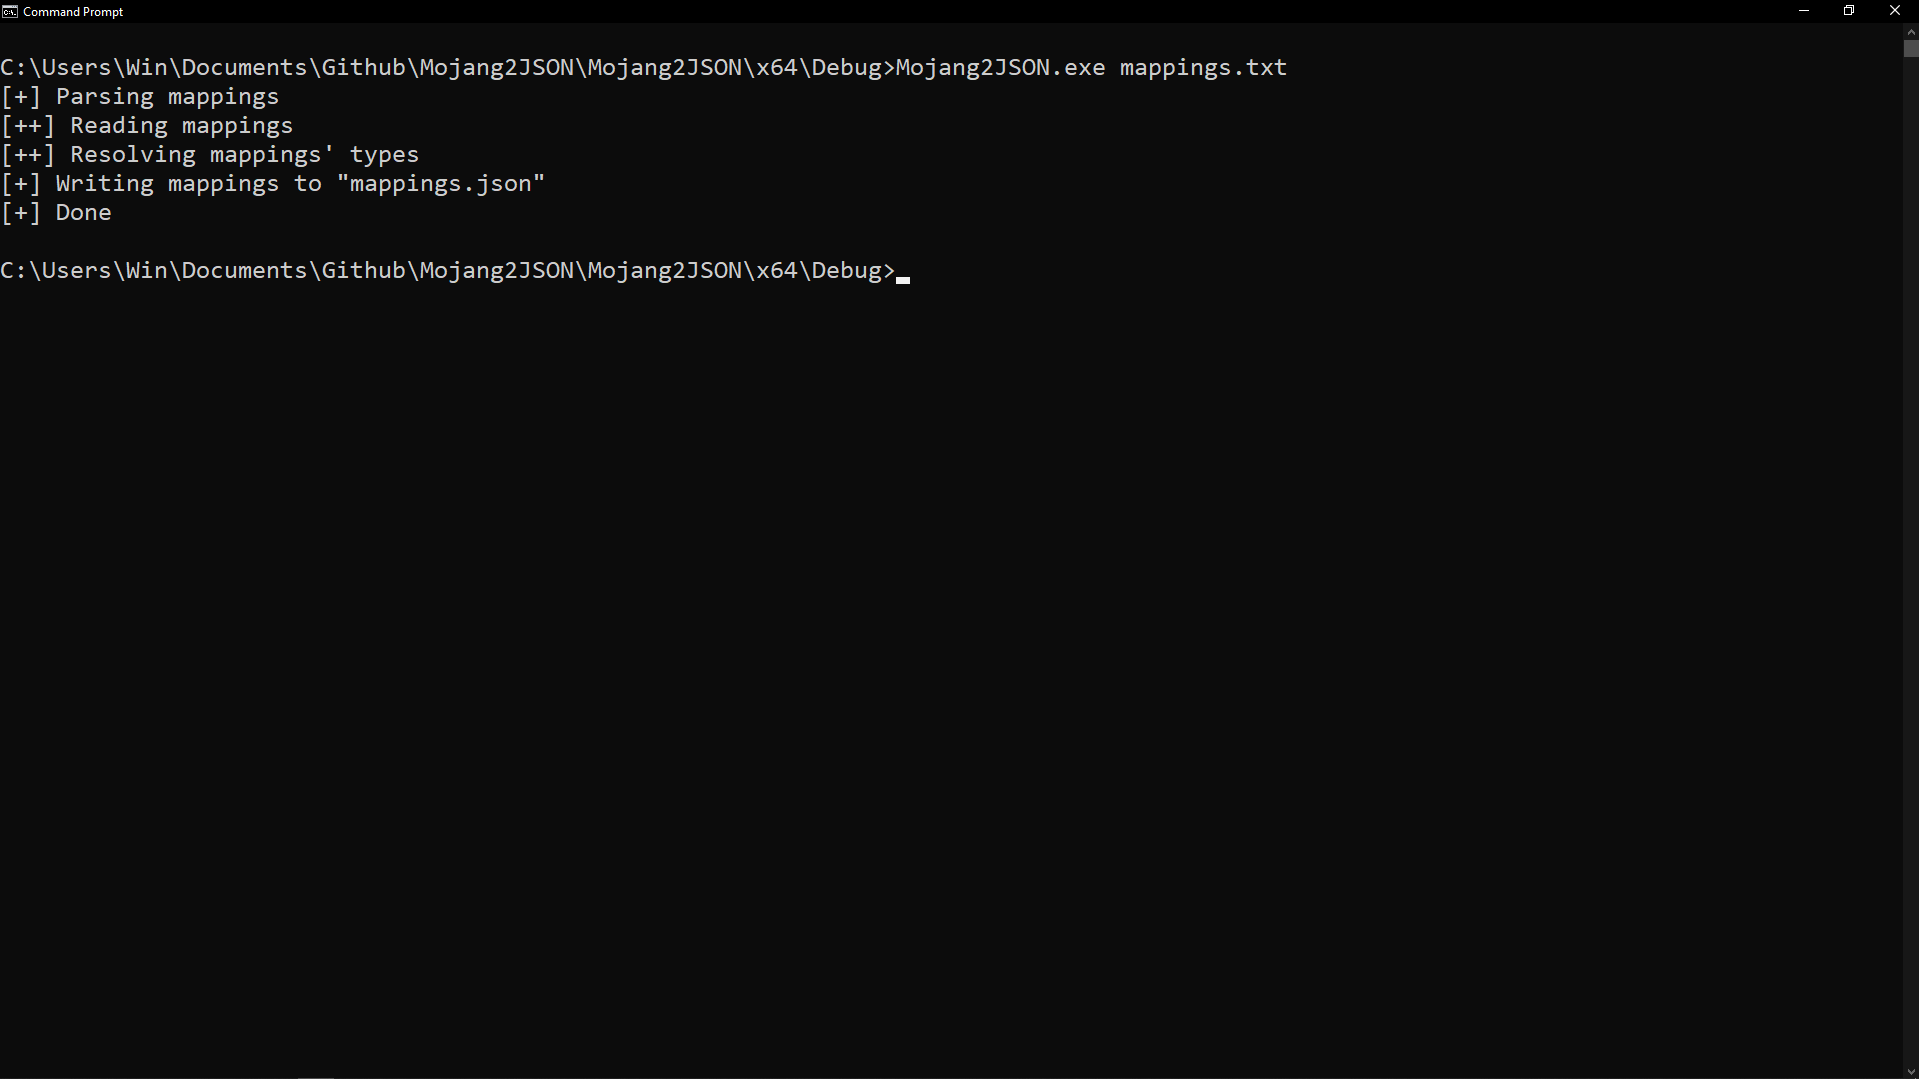 Command Prompt
C:\Users\Win\Documents\Github\Mojang2JSON\Mojang2JSON\x64\Debug>Mojang2JSON.exe mappings.txt
[+] Parsing mappings
[++] Reading mappings
[++] Resolving mappings' types
[+] Writing mappings to "mappings.json"
[+] Done
C:\Users\Win\Documents\Github\Mojang2JSON\Mojang2JSON\x64\Debug>